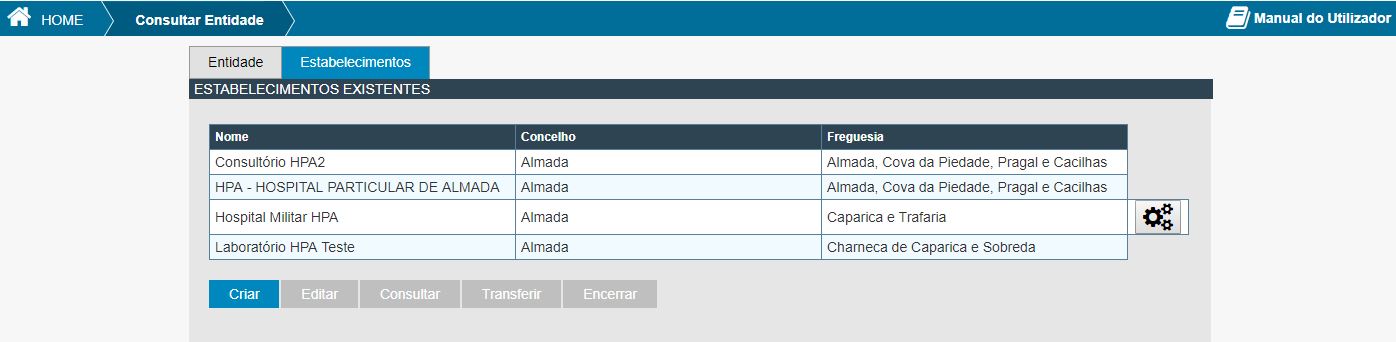 HOME Consultar Entidade Manual do Utilizador
Entidade Estabelecimentos
ESTABELECIMENTOS EXISTENTES
Nome Concelho Freguesia
Consultório HPA2 Almada Almada, Cova da Piedade, Pragal e Cacilhas
HPA - HOSPITAL PARTICULAR DE ALMADA Almada Almada, Cova da Piedade, Pragal e Cacilhas
Hospital Militar HPA Almada Caparica e Trafaria
Laboratório HPA Teste Almada Charneca de Caparica e Sobreda
Criar Editar Consultar Transferir Encerrar